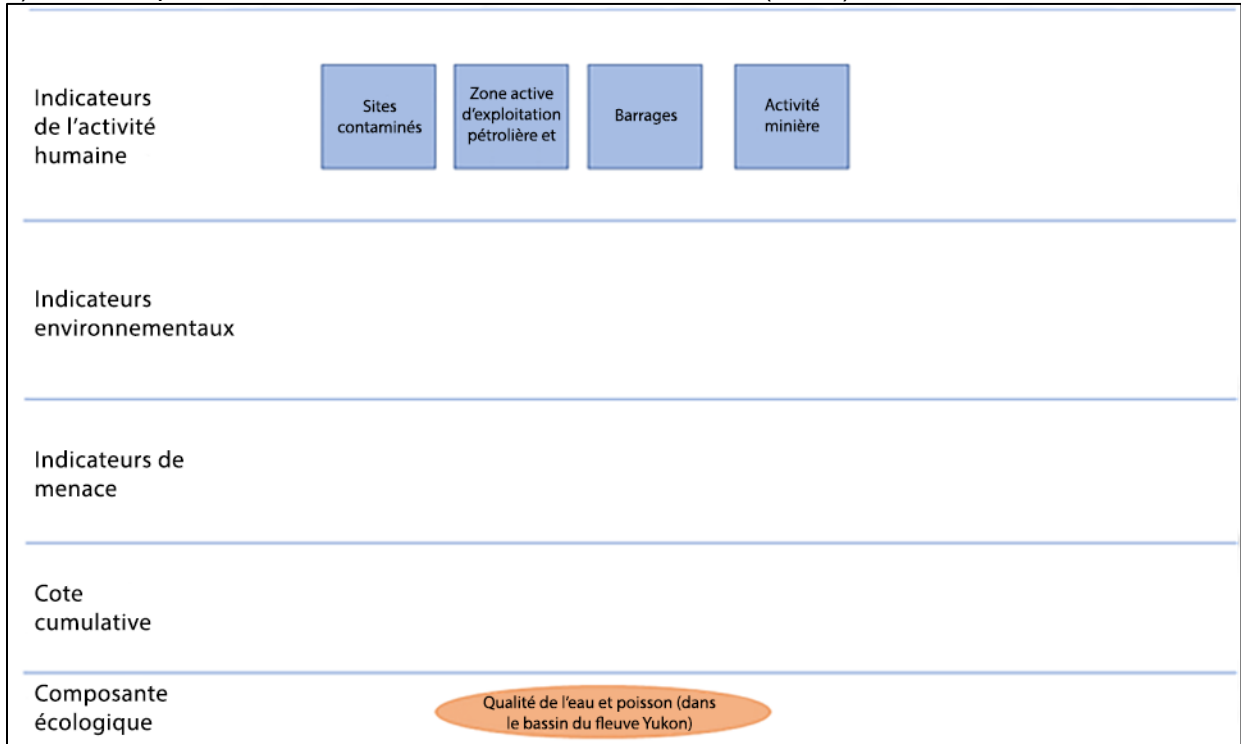 Indicateurs
de l'activité
humaine
Sites
contaminés
Zone active
d'exploitation
pétrolière et
Barrages
Activité
minière
Indicateurs
environnementaux
Indicateurs de
menace
Cote
cumulative
Composante
écologique
Qualité de l'eau et poisson (dans
le bassin du fleuve Yukon)